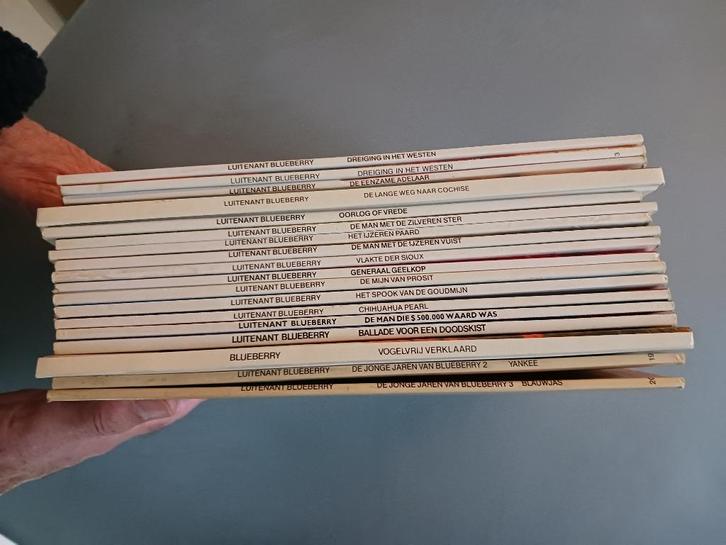 LUITENANT BLUEBERRY DREIGING IN HET WESTEN
LUITENANT BLUEBERRY DREIGING IN HET WESTEN
LUITENANT BLUEBERRY DE EENZAME ADELAAR 3
LUITENANT BLUEBERRY DE LANGE WEG NAAR COCHISE
LUITENANT BLUEBERRY OORLOG OF VREDE
LUITENANT BLUEBERRY DE MAN MET DE ZILVEREN STER
LUITENANT BLUEBERRY HET IJZEREN PAARD
LUITENANT BLUEBERRY DE MAN MET DE IJZEREN VUIST
LUITENANT BLUEBERRY VLAKTE DER SIOUX
LUITENANT BLUEBERRY GENERAAL GEELKOP
LUITENANT BLUEBERRY DE MIJN VAN PROSIT
LUITENANT BLUEBERRY HET SPOOK VAN DE GOUDMIJN
LUITENANT BLUEBERRY CHIHUAHUA PEARL
LUITENANT BLUEBERRY DE MAN DIE $ 500.000 WAARD WAS
LUITENANT BLUEBERRY BALLADE VOOR EEN DOODSKIST
BLUEBERRY VOGELVRIJ VERKLAARD
LUITENANT BLUEBERRY DE JONGE JAREN VAN BLUEBERRY 2 YANKEE 19
LUITENANT BLUEBERRY DE JONGE JAREN VAN BLUEBERRY 3 BLAUWJAS 20